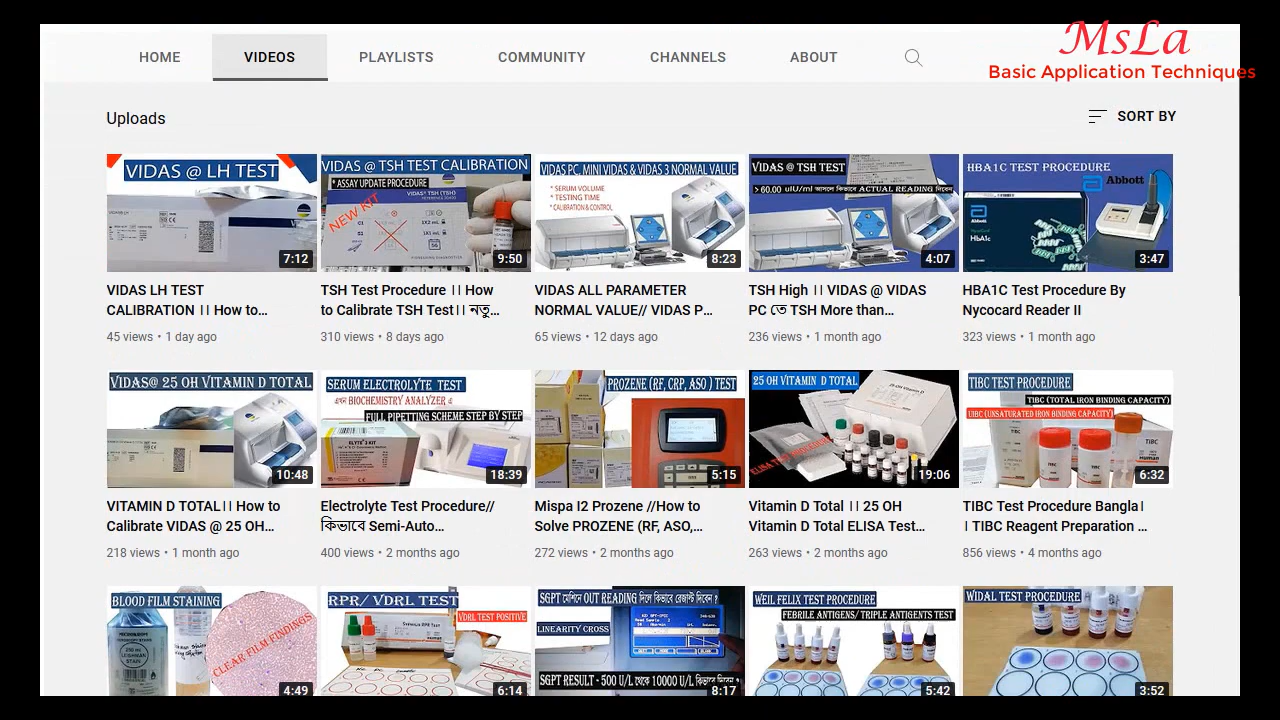 MsLa
Basic Application Techniques
HOME VIDEOS PLAYLISTS COMMUNITY CHANNELS ABOUT
Uploads
SORT BY
VIDAS @ LH TEST
7:12
VIDAS LH TEST
CALIBRATION ।। How to...
45 views • 1 day ago
VIDAS @ TSH TEST CALIBRATION
* ASSAY UPDATE PROCEDURE
NEW KIT
9:50
TSH Test Procedure ।। How
to Calibrate TSH Test।। নতু...
310 views • 8 days ago
VIDAS PC, MINI VIDAS & VIDAS 3 NORMAL VALUE
* SERUM VOLUME
* TESTING TIME
* CALIBRATION & CONTROL
8:23
VIDAS ALL PARAMETER
NORMAL VALUE// VIDAS P...
65 views • 12 days ago
VIDAS @ TSH TEST
> 60.00 uIU/ml আসলে কিভাবে ACTUAL READING দিবেন
4:07
TSH High ।। VIDAS @ VIDAS
PC তে TSH More than...
236 views • 1 month ago
HBA1C TEST PROCEDURE
Abbott
Abbott
HbA1c
3:47
HBA1C Test Procedure By
Nycocard Reader II
323 views • 1 month ago
VIDAS@ 25 OH VITAMIN D TOTAL
10:48
VITAMIN D TOTAL।। How to
Calibrate VIDAS @ 25 OH...
218 views • 1 month ago
SERUM ELECTROLYTE TEST
এখন BIOCHEMISTRY ANALYZER এ
FULL PIPETTING SCHEME STEP BY STEP
18:39
Electrolyte Test Procedure//
কিভাবে Semi-Auto...
400 views • 2 months ago
PROZENE (RF, CRP, ASO ) TEST
5:15
Mispa I2 Prozene //How to
Solve PROZENE (RF, ASO,...
272 views • 2 months ago
25 OH VITAMIN D TOTAL
19:06
Vitamin D Total ।। 25 OH
Vitamin D Total ELISA Test...
263 views • 2 months ago
TIBC TEST PROCEDURE
TIBC (TOTAL IRON BINDING CAPACITY)
UIBC (UNSATURATED IRON BINDING CAPACITY)
TIBC
TIBC
Human
6:32
TIBC Test Procedure Bangla।
। TIBC Reagent Preparation ...
856 views • 4 months ago
BLOOD FILM STAINING
LEISHMAN
STAIN
CLEAR FILM FINDINGS
4:49
RPR/ VDRL TEST
VDRL TEST POSITIVE
6:14
SGPT মেশিনে OUT READING দিলে কিভাবে রেজাল্ট দিবেন ?
LINEARITY CROSS
SGPT RESULT - 500 U/L থেকে 10000 U/L কিভাবে দিবেন ?
8:17
WEIL FELIX TEST PROCEDURE
FEBRILE ANTIGENS/ TRIPLE ANTIGENS TEST
5:42
WIDAL TEST PROCEDURE
3:52